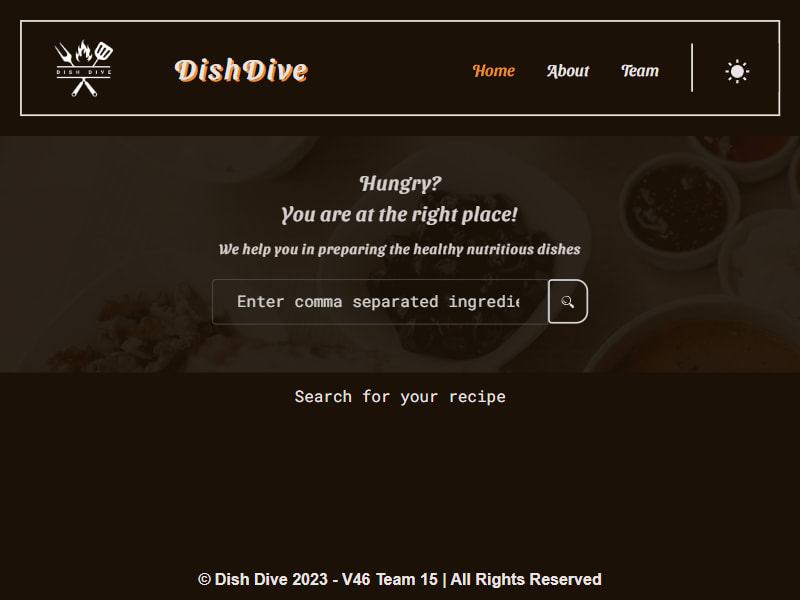 DISH DIVE
DishDive
Home
About
Team
Hungry?
You are at the right place!
We help you in preparing the healthy nutritious dishes
Enter comma separated ingredie
Search for your recipe
© Dish Dive 2023 - V46 Team 15 | All Rights Reserved